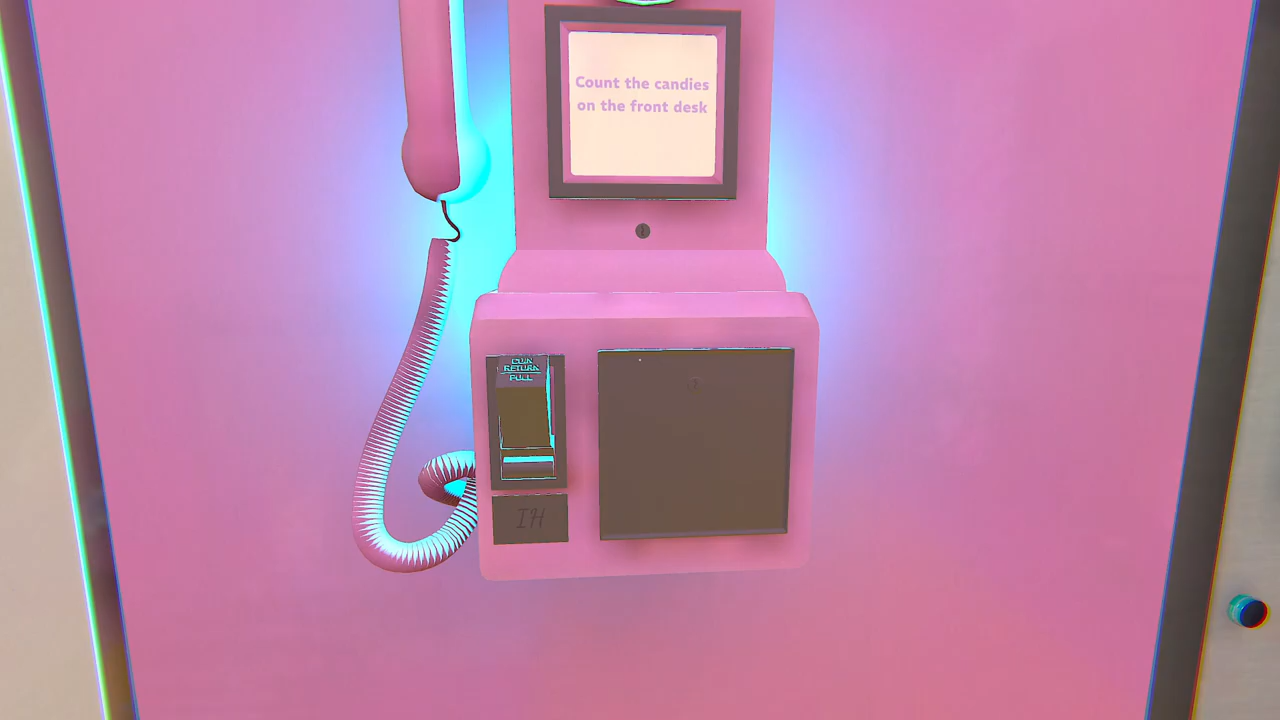 Count the candies
on the front desk
COIN
RETURN
PULL
IH